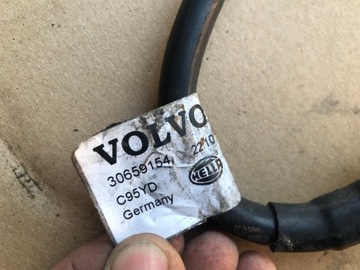 VOLVO
30659154 2210
C95YD
Germany
HELLA